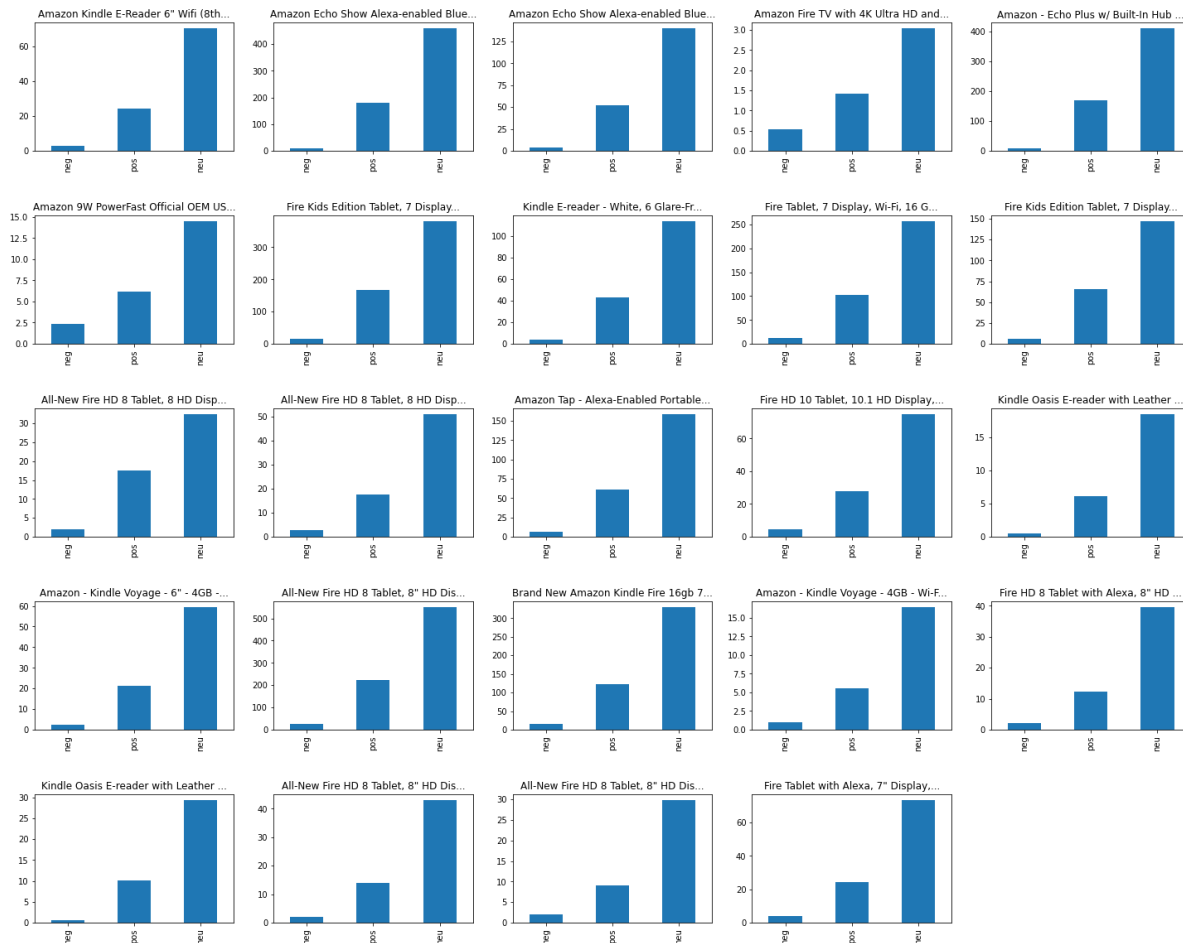 Amazon Kindle E-Reader 6" Wifi (8th...
60
40
20
0
neg
pos
neu
Amazon Echo Show Alexa-enabled Blue...
400
300
200
100
0
neg
pos
neu
Amazon Echo Show Alexa-enabled Blue...
125
100
75
50
25
0
neg
pos
neu
Amazon Fire TV with 4K Ultra HD and...
3.0
2.5
2.0
1.5
1.0
0.5
0.0
neg
pos
neu
Amazon - Echo Plus w/ Built-In Hub ...
400
300
200
100
0
neg
pos
neu
Amazon 9W PowerFast Official OEM US...
15.0
12.5
10.0
7.5
5.0
2.5
0.0
neg
pos
neu
Fire Kids Edition Tablet, 7 Display...
300
200
100
0
neg
pos
neu
Kindle E-reader - White, 6 Glare-Fr...
100
80
60
40
20
0
neg
pos
neu
Fire Tablet, 7 Display, Wi-Fi, 16 G...
250
200
150
100
50
0
neg
pos
neu
Fire Kids Edition Tablet, 7 Display...
150
125
100
75
50
25
0
neg
pos
neu
All-New Fire HD 8 Tablet, 8 HD Disp...
30
25
20
15
10
5
0
neg
pos
neu
All-New Fire HD 8 Tablet, 8 HD Disp...
50
40
30
20
10
0
neg
pos
neu
Amazon Tap - Alexa-Enabled Portable...
150
125
100
75
50
25
0
neg
pos
neu
Fire HD 10 Tablet, 10.1 HD Display,...
60
40
20
0
neg
pos
neu
Kindle Oasis E-reader with Leather ...
15
10
5
0
neg
pos
neu
Amazon - Kindle Voyage - 6" - 4GB -...
60
50
40
30
20
10
0
neg
pos
neu
All-New Fire HD 8 Tablet, 8" HD Dis...
500
400
300
200
100
0
neg
pos
neu
Brand New Amazon Kindle Fire 16gb 7...
300
250
200
150
100
50
0
neg
pos
neu
Amazon - Kindle Voyage - 4GB - Wi-F...
15.0
12.5
10.0
7.5
5.0
2.5
0.0
neg
pos
neu
Fire HD 8 Tablet with Alexa, 8" HD ...
40
30
20
10
0
neg
pos
neu
Kindle Oasis E-reader with Leather ...
30
25
20
15
10
5
0
neg
pos
neu
All-New Fire HD 8 Tablet, 8" HD Dis...
40
30
20
10
0
neg
pos
neu
All-New Fire HD 8 Tablet, 8" HD Dis...
30
25
20
15
10
5
0
neg
pos
neu
Fire Tablet with Alexa, 7" Display,...
60
40
20
0
neg
pos
neu